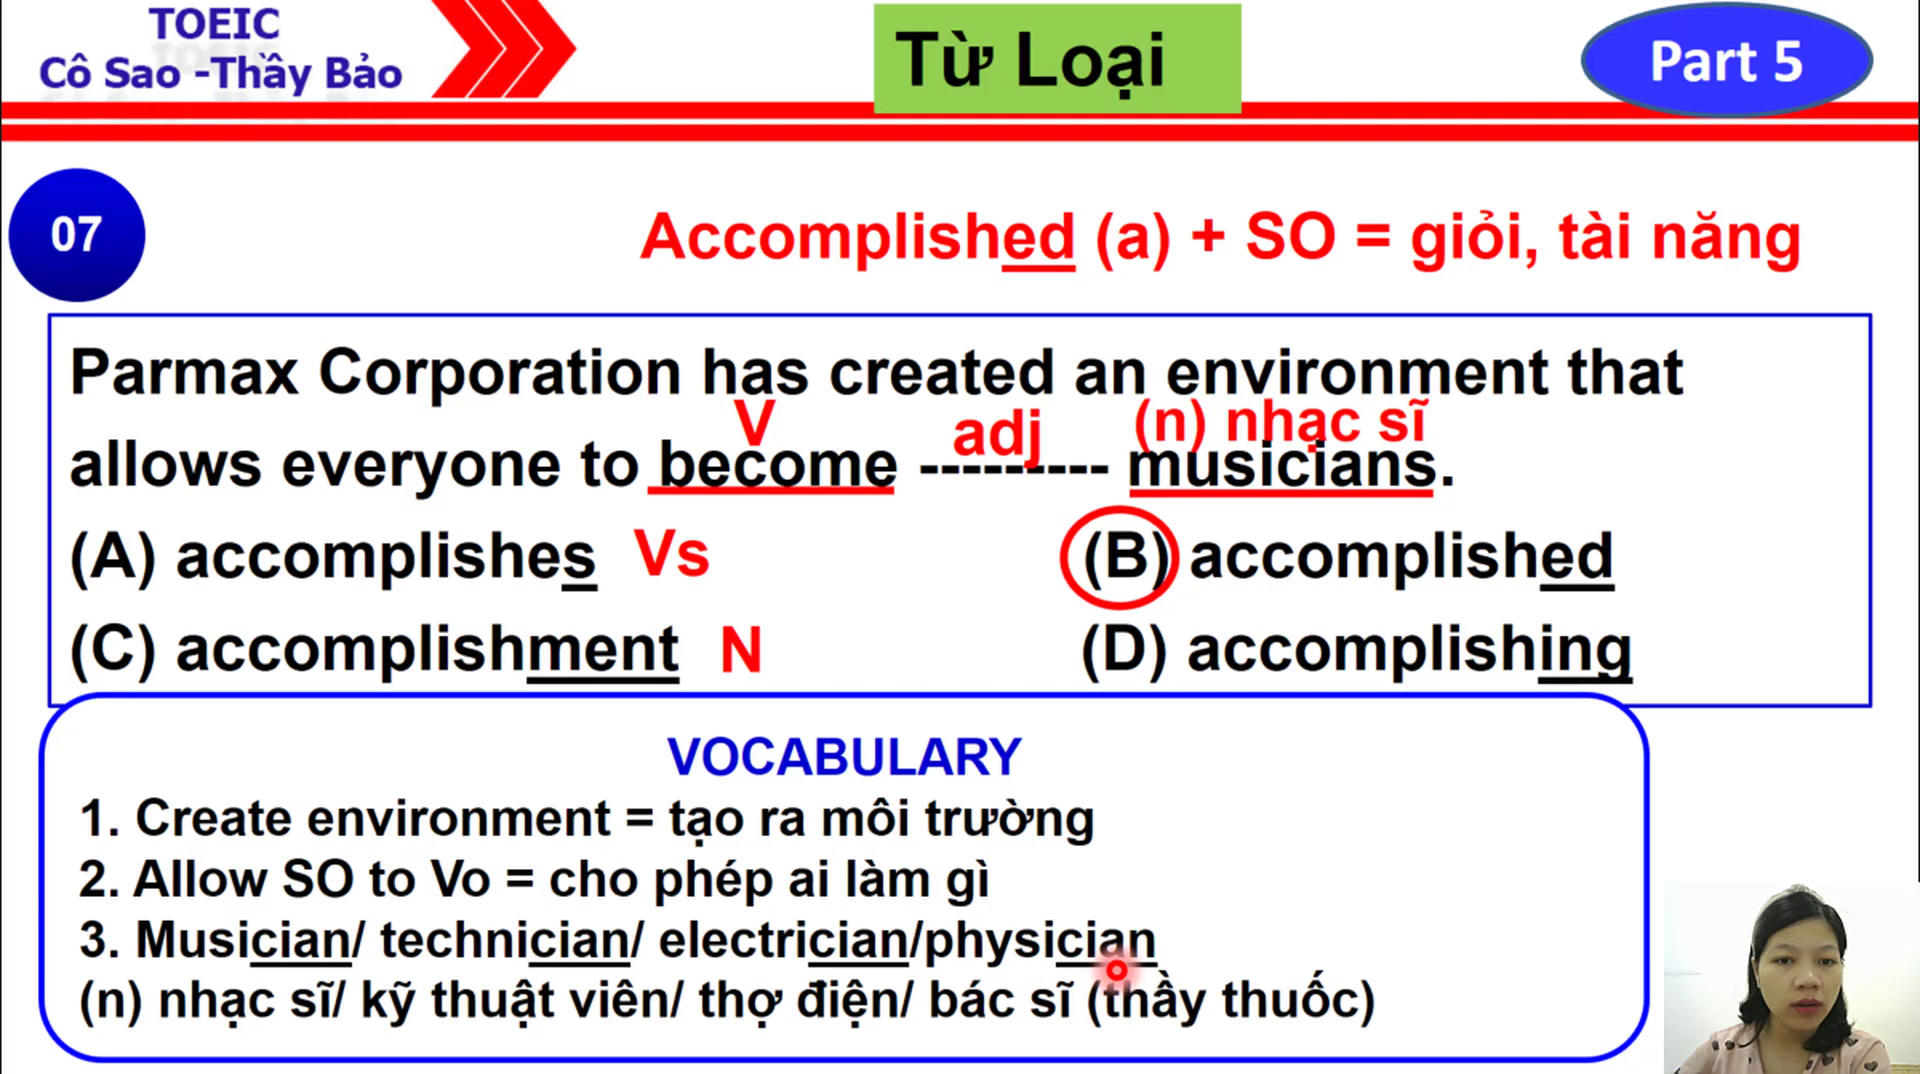 TOEIC
Cô Sao -Thầy Bảo
Từ Loại
Part 5
07
Accomplished (a) + SO = giỏi, tài năng
Parmax Corporation has created an environment that
V adj (n) nhạc sĩ
allows everyone to become --------- musicians.
(A) accomplishes Vs (B) accomplished
(C) accomplishment N (D) accomplishing
VOCABULARY
1. Create environment = tạo ra môi trường
2. Allow SO to Vo = cho phép ai làm gì
3. Musician/ technician/ electrician/physician
(n) nhạc sĩ/ kỹ thuật viên/ thợ điện/ bác sĩ (thầy thuốc)